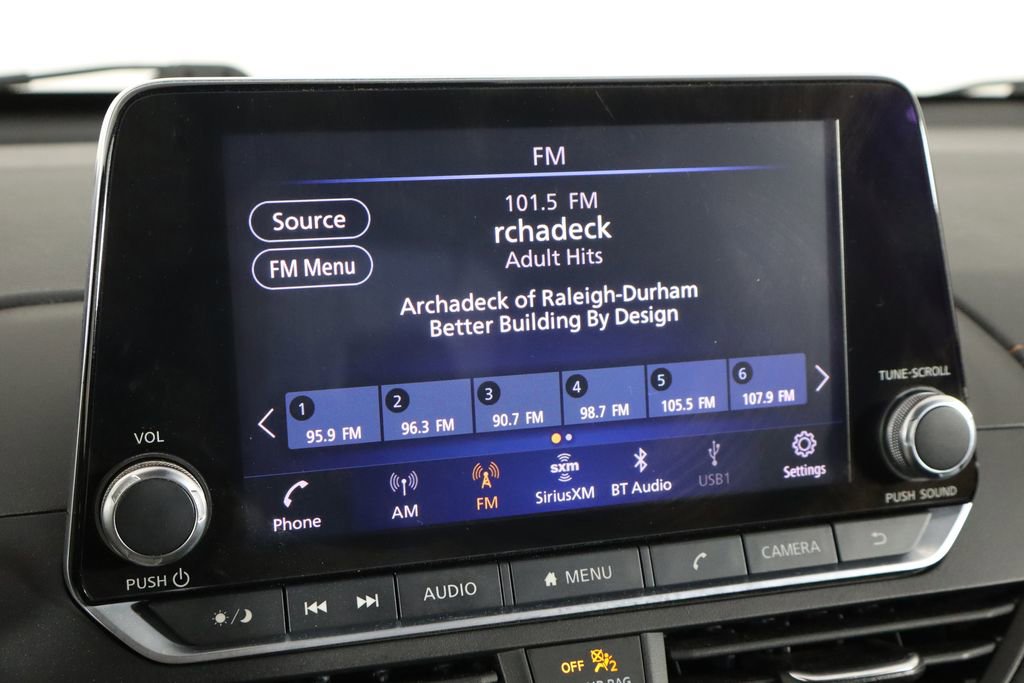 FM
101.5 FM
rchadeck
Adult Hits
Source
FM Menu
Archadeck of Raleigh-Durham
Better Building By Design
1 95.9 FM
2 96.3 FM
3 90.7 FM
4 98.7 FM
5 105.5 FM
6 107.9 FM
Phone
AM
FM
sxm
SiriusXM
BT Audio
USB1
Settings
VOL
PUSH
TUNE·SCROLL
PUSH SOUND
AUDIO
MENU
CAMERA
OFF 2
BAG